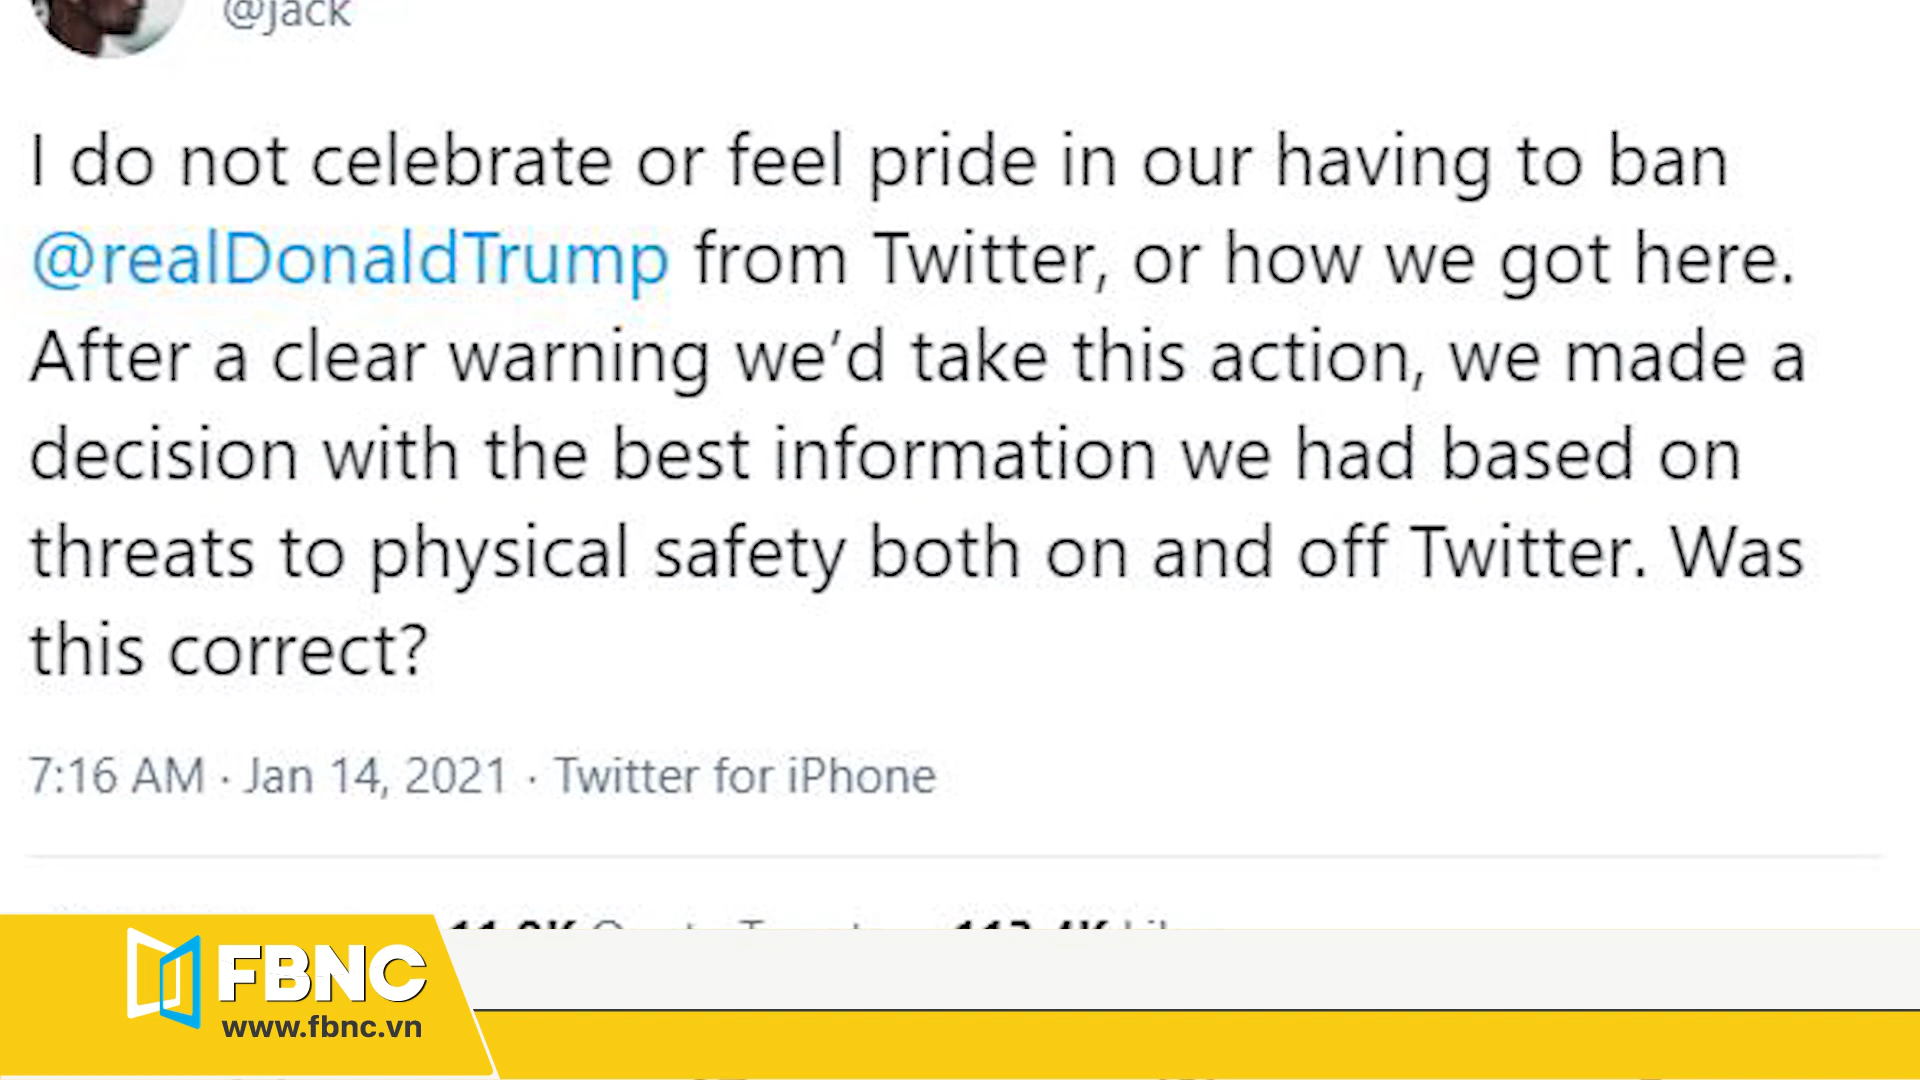 @jack
I do not celebrate or feel pride in our having to ban
@realDonaldTrump from Twitter, or how we got here.
After a clear warning we’d take this action, we made a
decision with the best information we had based on
threats to physical safety both on and off Twitter. Was
this correct?
7:16 AM · Jan 14, 2021 · Twitter for iPhone
FBNC
www.fbnc.vn